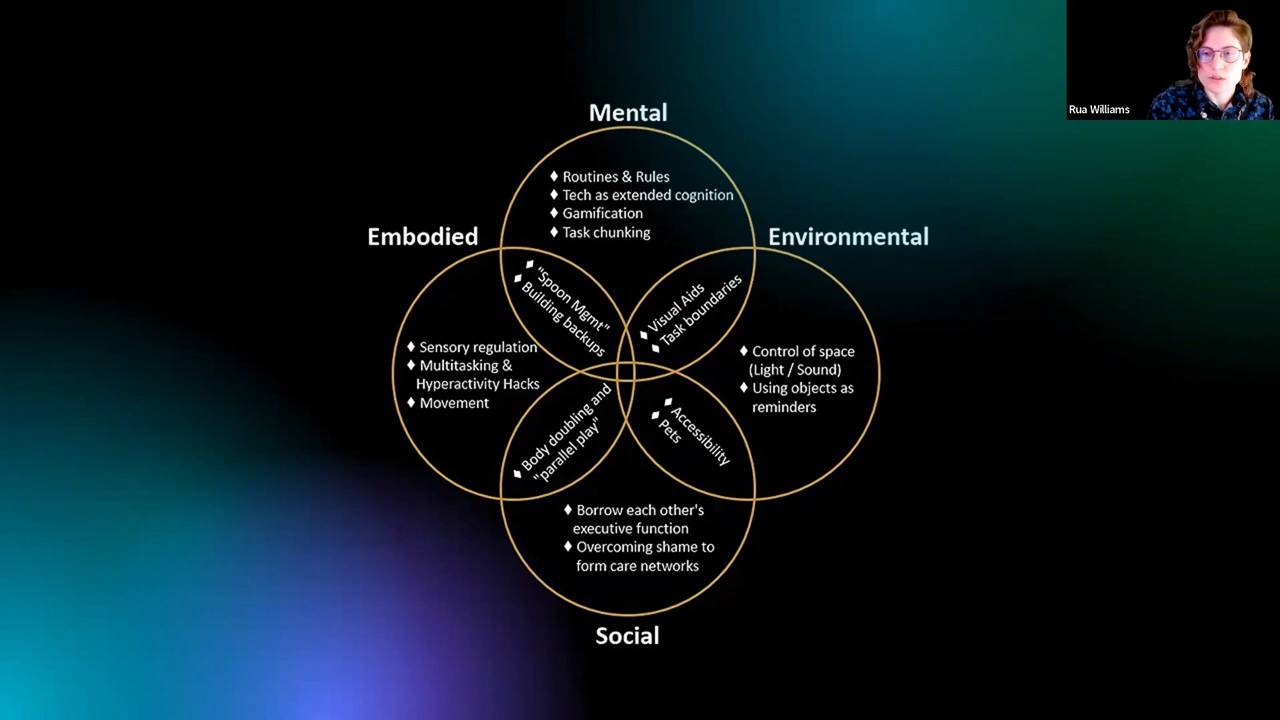 Rua Williams
Mental
♦ Routines & Rules
♦ Tech as extended cognition
♦ Gamification
♦ Task chunking
Embodied
Environmental
♦ "Spoon Mgmt"
♦ Building backups
♦ Visual Aids
♦ Task boundaries
♦ Sensory regulation
♦ Multitasking &
Hyperactivity Hacks
♦ Movement
♦ Control of space
(Light / Sound)
♦ Using objects as
reminders
♦ Body doubling and
"parallel play"
♦ Accessibility
♦ Pets
♦ Borrow each other's
executive function
♦ Overcoming shame to
form care networks
Social